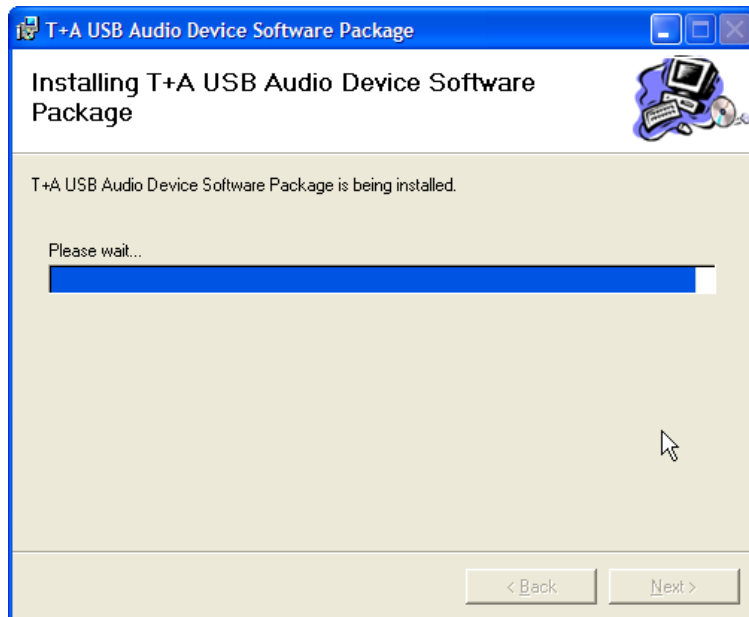 T+A USB Audio Device Software Package
Installing T+A USB Audio Device Software
Package
T+A USB Audio Device Software Package is being installed.
Please wait...
< Back
Next >